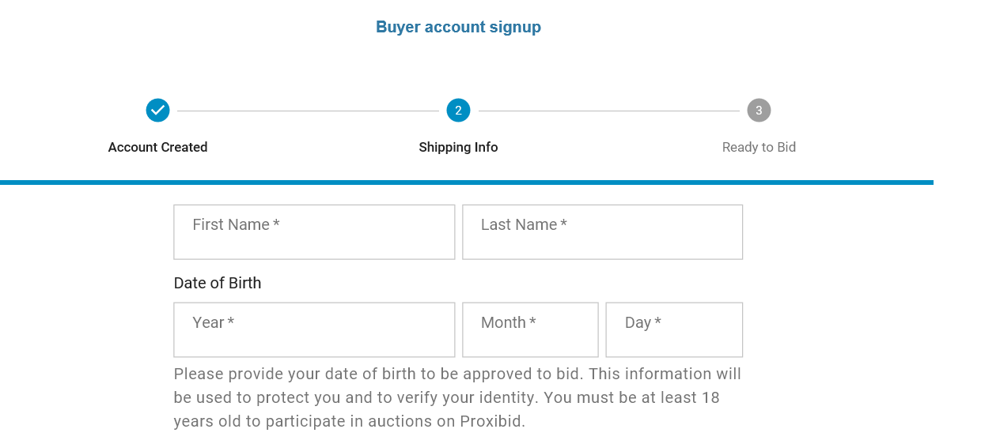 Buyer account signup
2
3
Account Created
Shipping Info
Ready to Bid
First Name *
Last Name *
Date of Birth
Year *
Month *
Day *
Please provide your date of birth to be approved to bid. This information will
be used to protect you and to verify your identity. You must be at least 18
years old to participate in auctions on Proxibid.